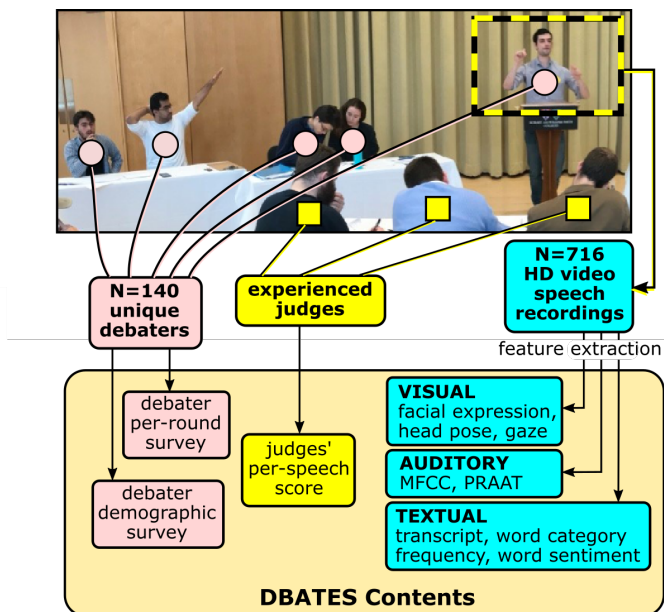 N=140
unique
debaters
experienced
judges
N=716
HD video
speech
recordings
feature extraction
debater
per-round
survey
debater
demographic
survey
judges'
per-speech
score
VISUAL
facial expression,
head pose, gaze
AUDITORY
MFCC, PRAAT
TEXTUAL
transcript, word category
frequency, word sentiment
DBATES Contents